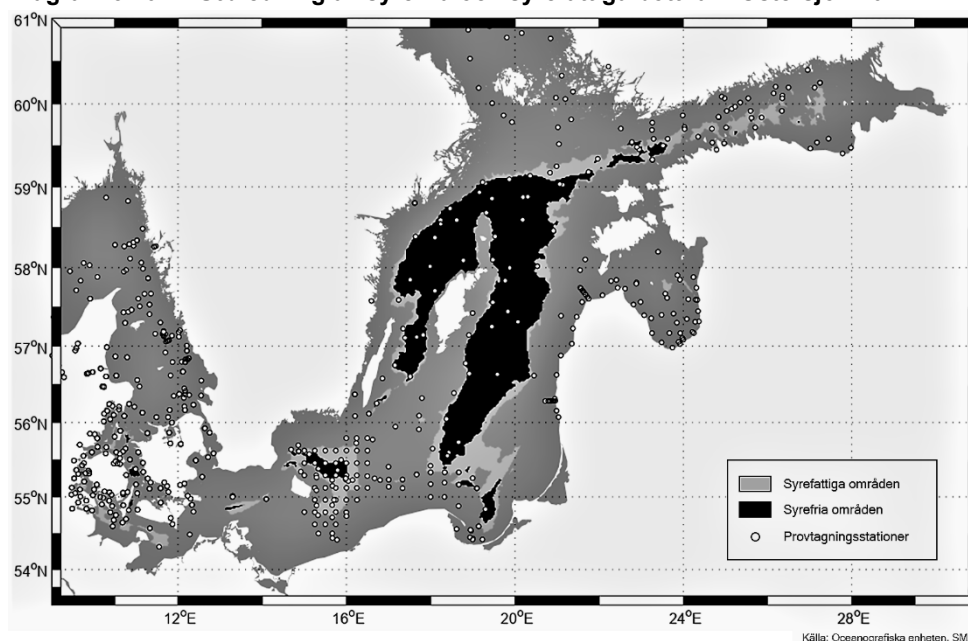 61°N
60°N
59°N
58°N
57°N
56°N
55°N
54°N
12°E
16°E
20°E
24°E
28°E
Syrefattiga områden
Syrefria områden
Provtagningsstationer
Källa: Oceanografiska enheten, SM